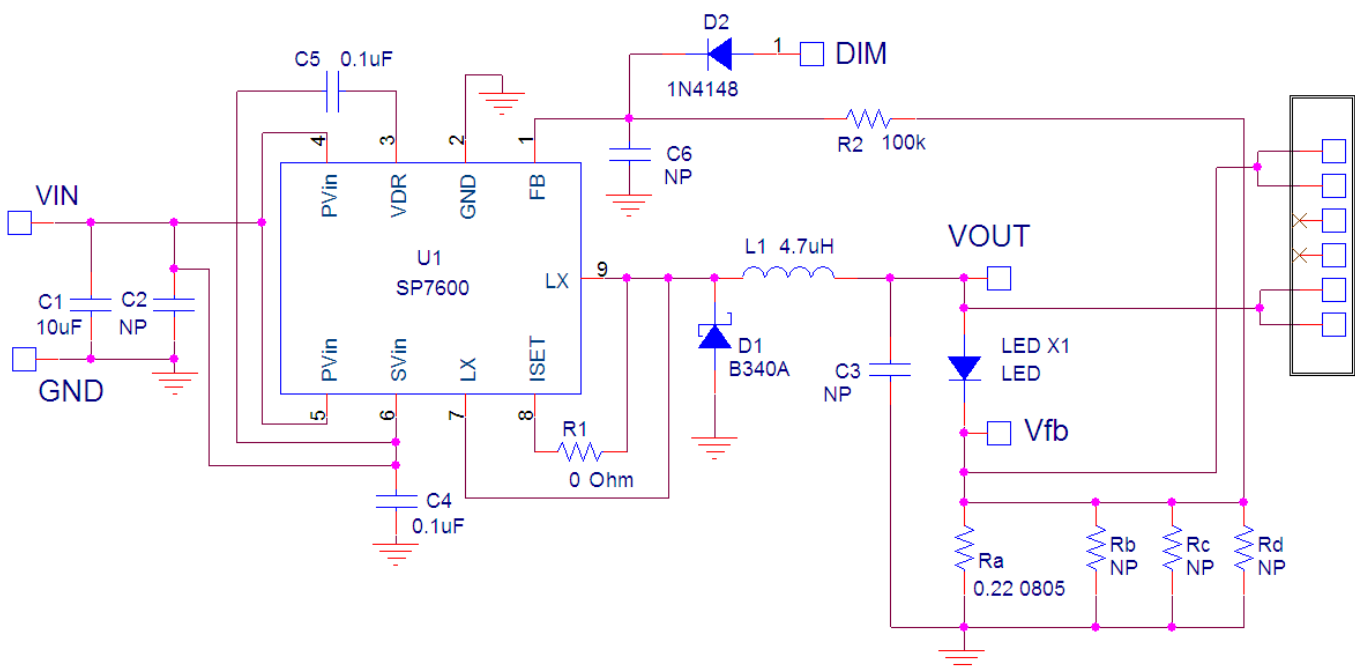 D2
1
DIM
1N4148
C5 0.1uF
4
3
2
1
R2 100k
C6
NP
PVin
VDR
GND
FB
VIN
U1
SP7600
LX
9
L1 4.7uH
VOUT
C1
10uF
C2
NP
GND
PVin
SVin
LX
ISET
D1
B340A
C3
NP
LED X1
LED
5
6
7
8
R1
0 Ohm
Vfb
C4
0.1uF
Ra
0.22 0805
Rb
NP
Rc
NP
Rd
NP